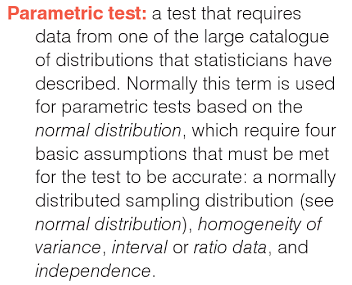 Parametric test: a test that requires
data from one of the large catalogue
of distributions that statisticians have
described. Normally this term is used
for parametric tests based on the
normal distribution, which require four
basic assumptions that must be met
for the test to be accurate: a normally
distributed sampling distribution (see
normal distribution), homogeneity of
variance, interval or ratio data, and
independence.